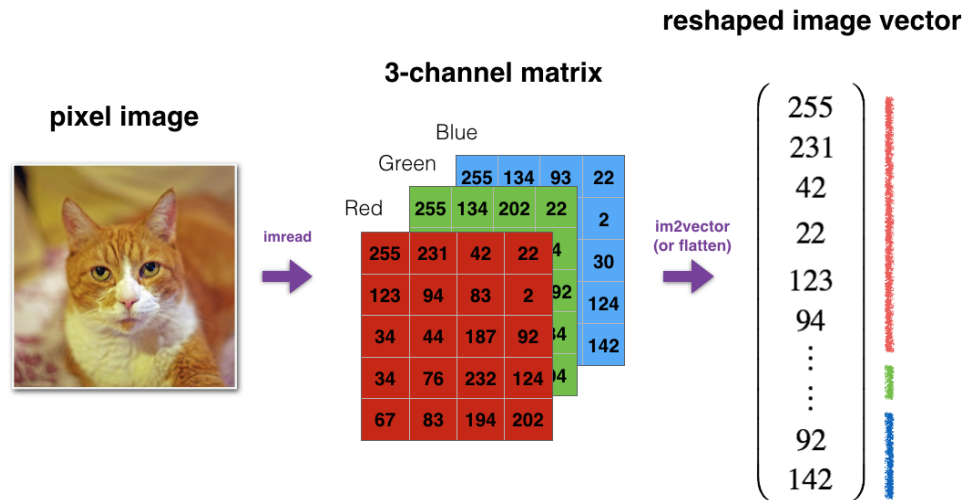 reshaped image vector
3-channel matrix
pixel image
Blue
Green
Red
imread
im2vector
(or flatten)
255 134 93 22
2
30
124
142
255 134 202 22
255 231 42 22
123 94 83 2
34 44 187 92
34 76 232 124
67 83 194 202
255
231
42
22
123
94
92
142